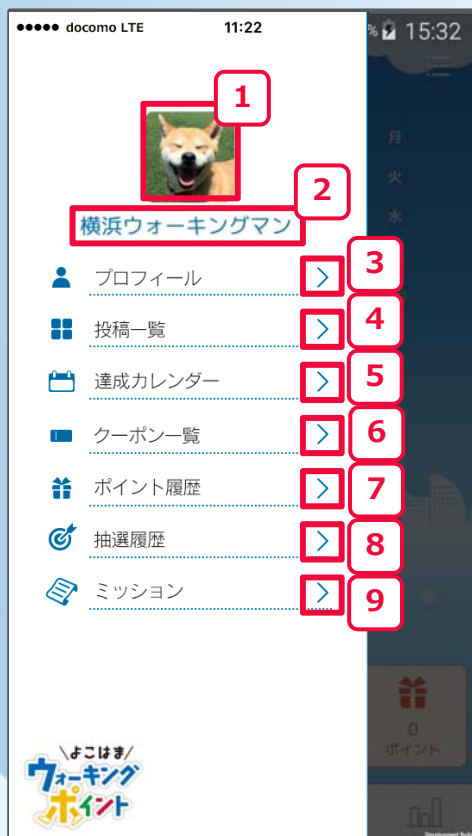 docomo LTE 11:22
% 15:32
1
2
横浜ウォーキングマン
プロフィール 3
投稿一覧 4
達成カレンダー 5
クーポン一覧 6
ポイント履歴 7
抽選履歴 8
ミッション 9
月
火
水
0
ポイント
よこはま
ウォーキング
ポイント